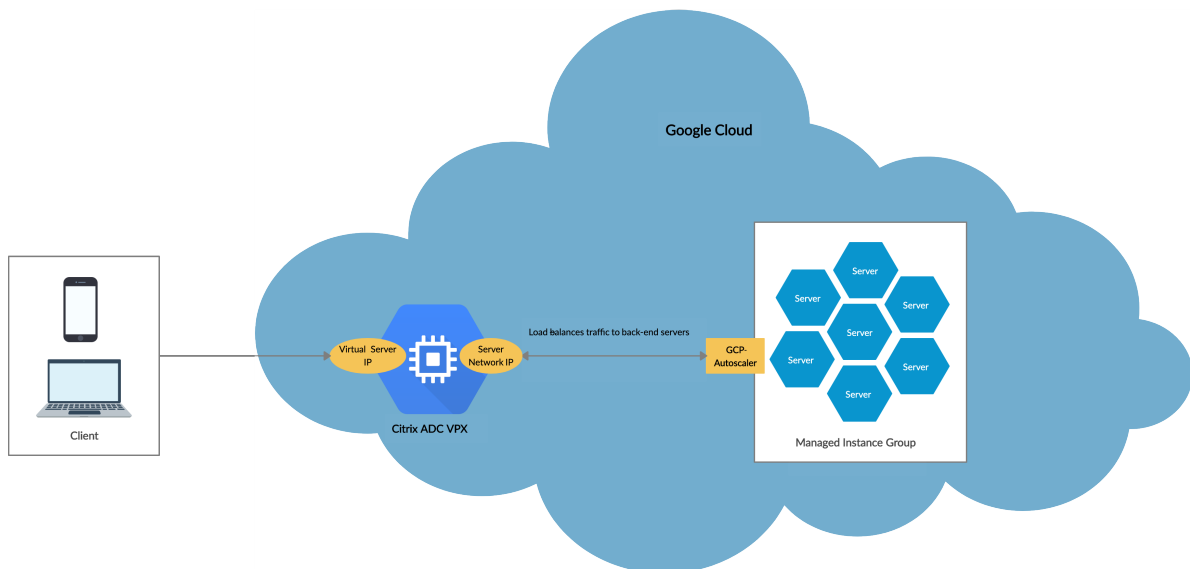 Google Cloud
Client
Virtual Server
IP
Server
Network IP
Citrix ADC VPX
Load balances traffic to back-end servers
GCP-
Autoscaler
Server
Server
Server
Server
Server
Server
Server
Managed Instance Group